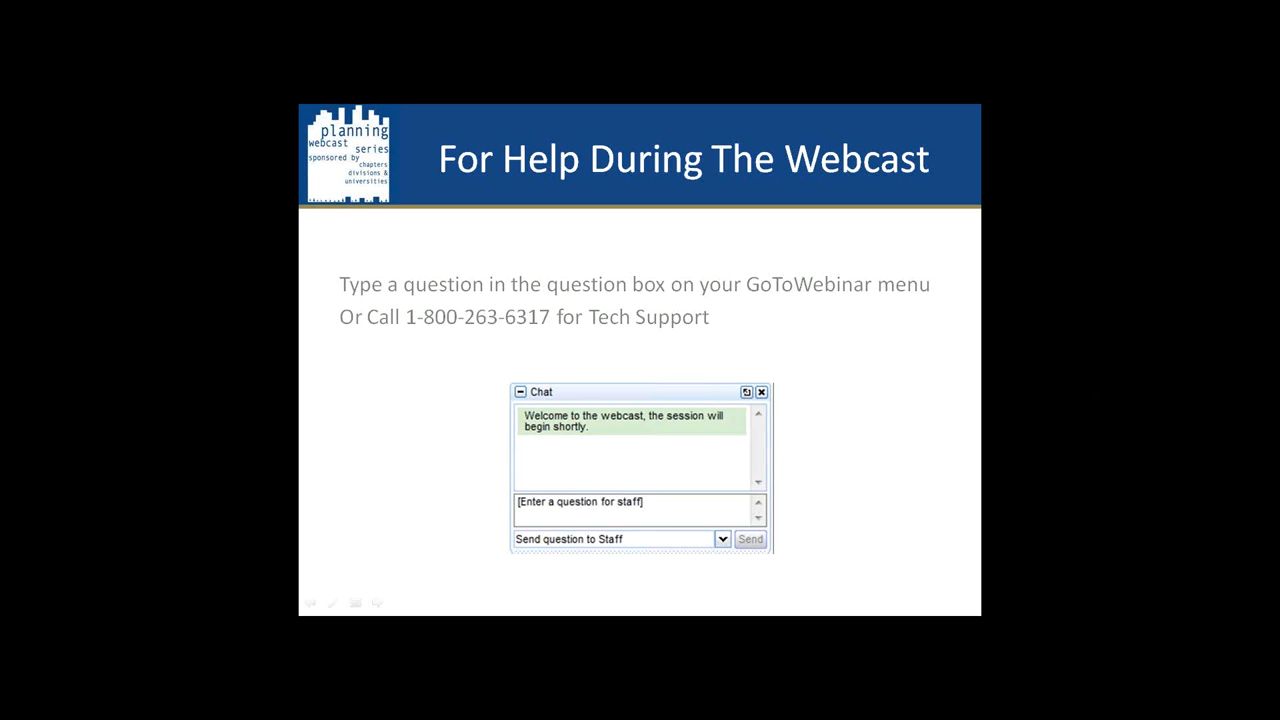 planning
webcast series
sponsored by
chapters
divisions &
universities
For Help During The Webcast
Type a question in the question box on your GoToWebinar menu
Or Call 1-800-263-6317 for Tech Support
Chat
Welcome to the webcast, the session will
begin shortly.
[Enter a question for staff]
Send question to Staff
Send